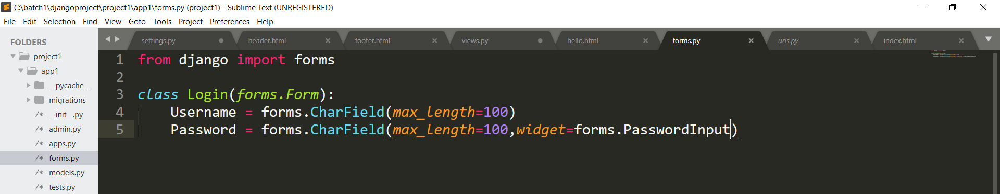 C:\batch1\djangoproject\project1\app1\forms.py (project1) - Sublime Text (UNREGISTERED)
File Edit Selection Find View Goto Tools Project Preferences Help
FOLDERS
project1
app1
__pycache__
migrations
/* __init__.py
/* admin.py
/* apps.py
/* forms.py
/* models.py
/* tests.py
settings.py header.html footer.html views.py hello.html forms.py urls.py index.html
1 from django import forms
2
3 class Login(forms.Form):
4     Username = forms.CharField(max_length=100)
5     Password = forms.CharField(max_length=100,widget=forms.PasswordInput)